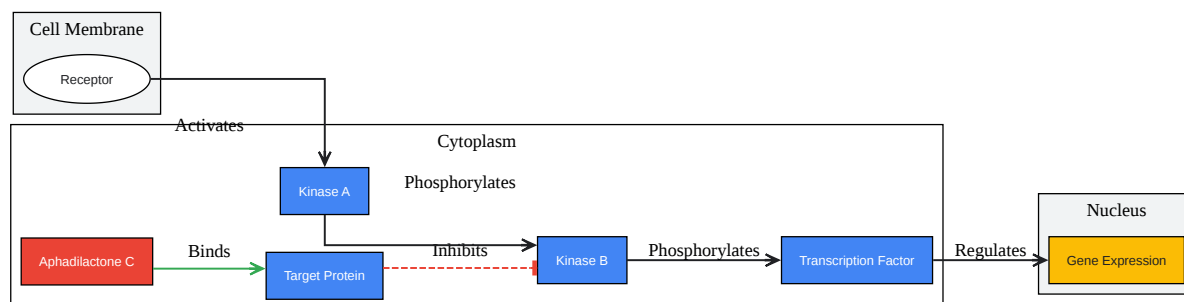 Cell Membrane
Receptor
Activates
Cytoplasm
Phosphorylates
Kinase A
Nucleus
Aphadilactone C
Binds
Target Protein
Inhibits
Kinase B
Phosphorylates
Transcription Factor
Regulates
Gene Expression